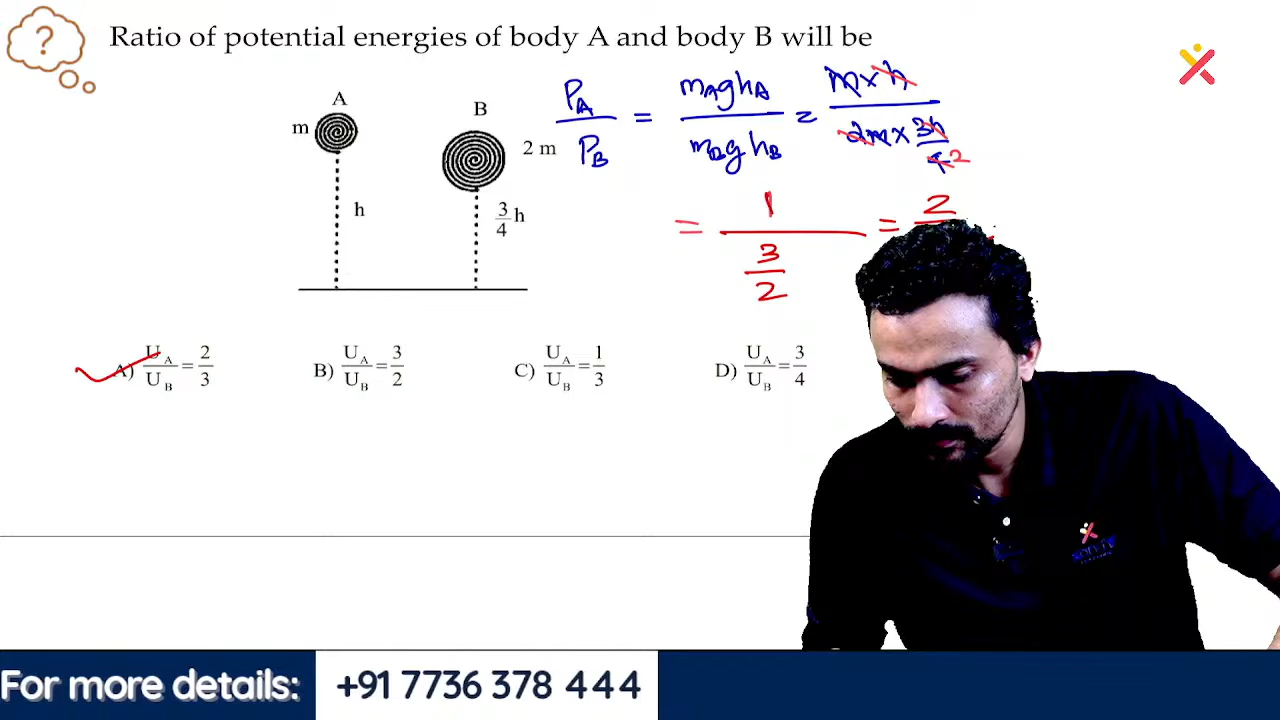 ?
Ratio of potential energies of body A and body B will be
A
m
h
B
2 m
3/4 h
P_A/P_B = m_A g h_A / m_B g h_B = m × h / 2m × 3h/4 2
= 1 / 3/2 = 2
A) U_A/U_B = 2/3
B) U_A/U_B = 3/2
C) U_A/U_B = 1/3
D) U_A/U_B = 3/4
For more details: +91 7736 378 444